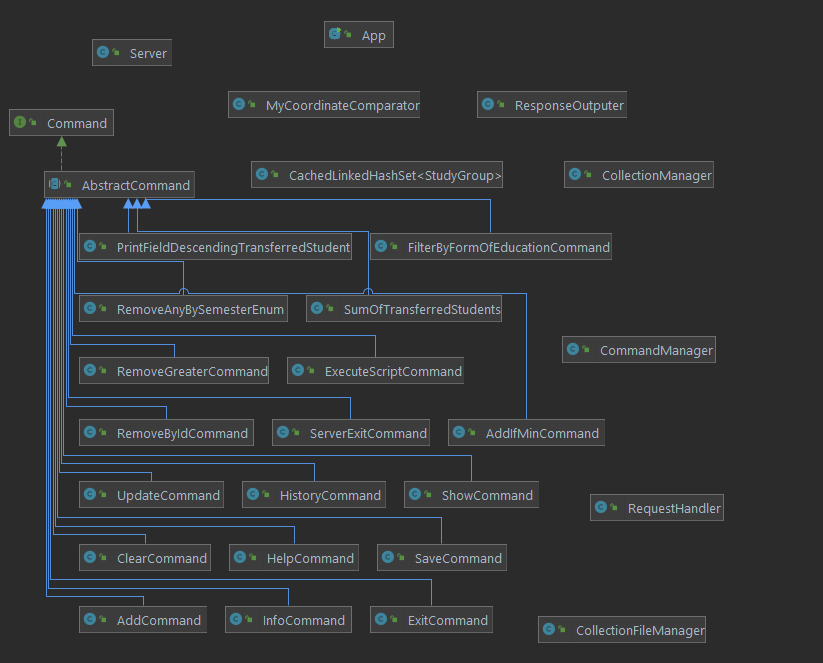 App
Server
MyCoordinateComparator
ResponseOutputer
Command
CachedLinkedHashSet<StudyGroup>
CollectionManager
AbstractCommand
PrintFieldDescendingTransferredStudent
FilterByFormOfEducationCommand
RemoveAnyBySemesterEnum
SumOfTransferredStudents
CommandManager
RemoveGreaterCommand
ExecuteScriptCommand
RemoveByIdCommand
ServerExitCommand
AddIfMinCommand
UpdateCommand
HistoryCommand
ShowCommand
RequestHandler
ClearCommand
HelpCommand
SaveCommand
AddCommand
InfoCommand
ExitCommand
CollectionFileManager